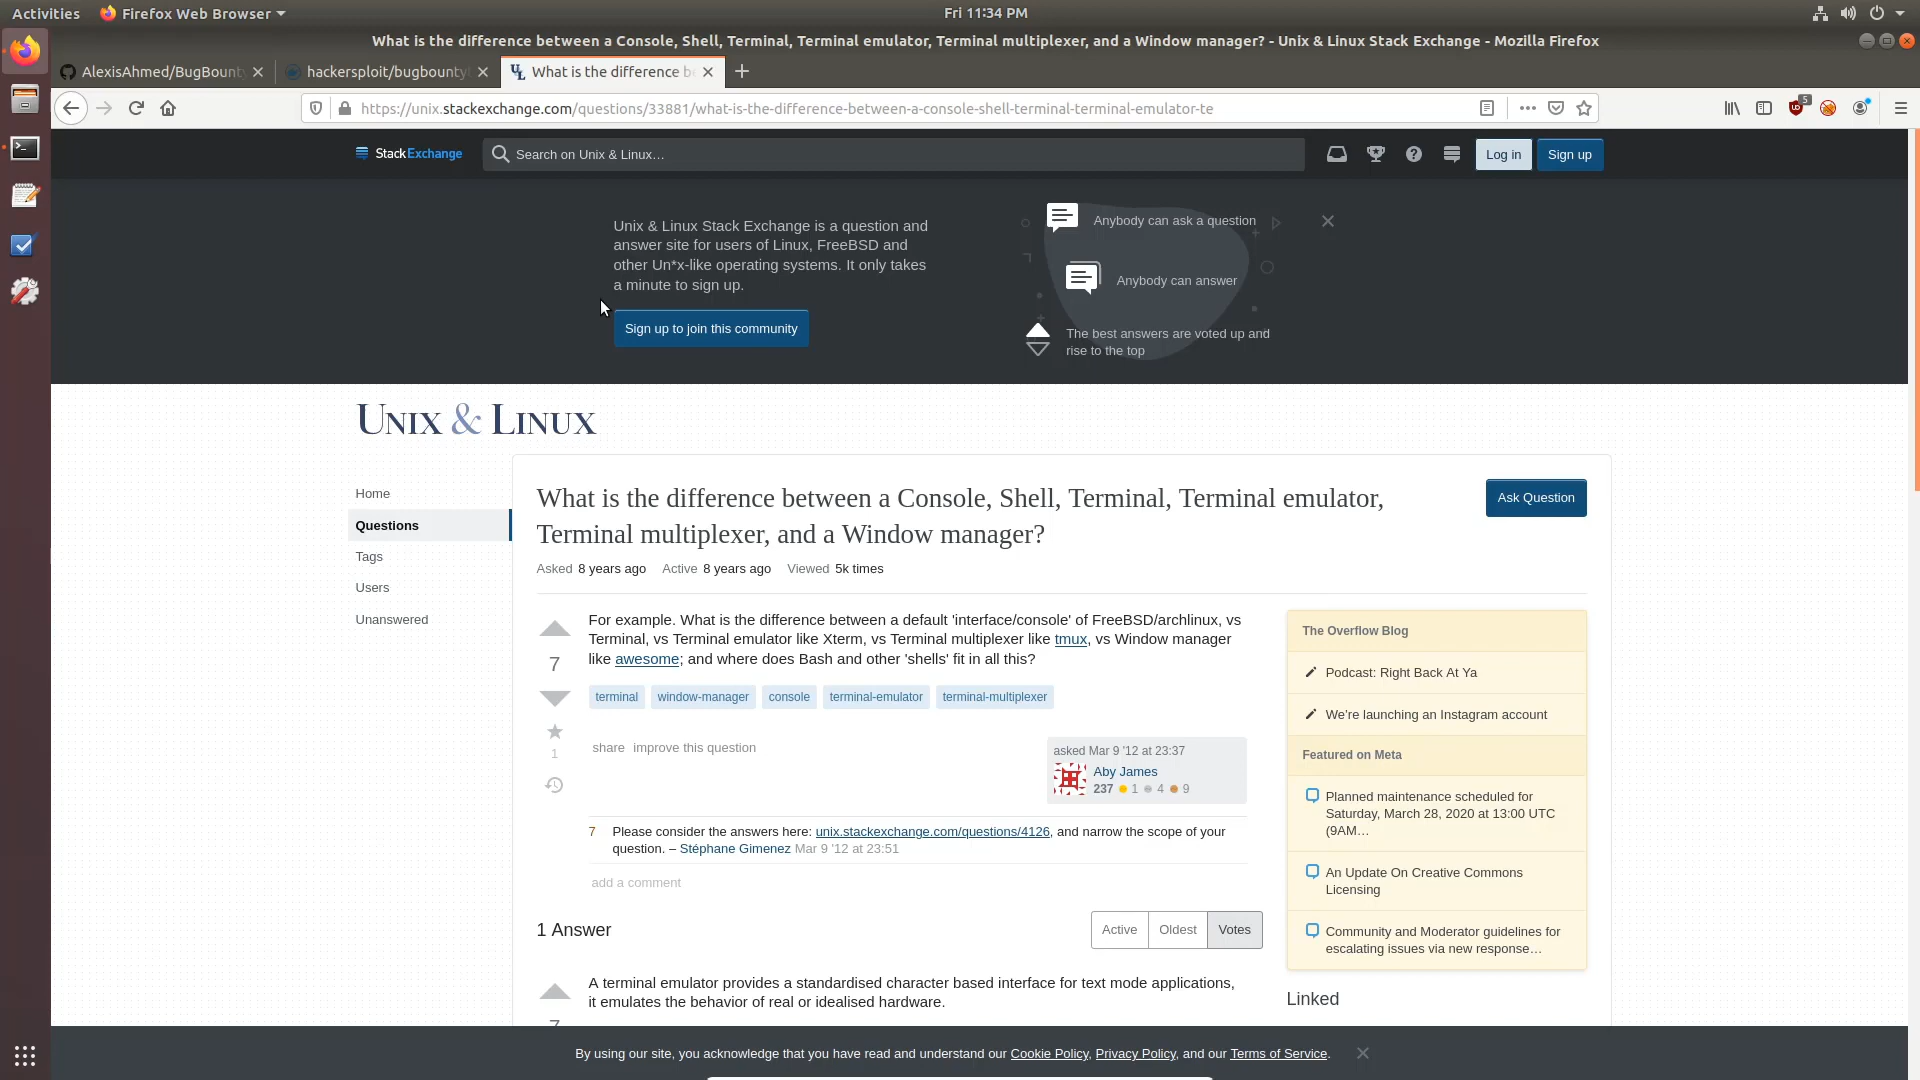 Activities
Firefox Web Browser
Fri 11:34 PM
What is the difference between a Console, Shell, Terminal, Terminal emulator, Terminal multiplexer, and a Window manager? - Unix & Linux Stack Exchange - Mozilla Firefox
AlexisAhmed/BugBounty
hackersploit/bugbounty
What is the difference be
https://unix.stackexchange.com/questions/33881/what-is-the-difference-between-a-console-shell-terminal-terminal-emulator-te
5
StackExchange
Search on Unix & Linux…
Log in
Sign up
Unix & Linux Stack Exchange is a question and
answer site for users of Linux, FreeBSD and
other Un*x-like operating systems. It only takes
a minute to sign up.
Sign up to join this community
Anybody can ask a question
Anybody can answer
The best answers are voted up and
rise to the top
Unix & Linux
Home
Questions
Tags
Users
Unanswered
What is the difference between a Console, Shell, Terminal, Terminal emulator,
Terminal multiplexer, and a Window manager?
Ask Question
Asked 8 years ago Active 8 years ago Viewed 5k times
7
1
For example. What is the difference between a default 'interface/console' of FreeBSD/archlinux, vs
Terminal, vs Terminal emulator like Xterm, vs Terminal multiplexer like tmux, vs Window manager
like awesome; and where does Bash and other 'shells' fit in all this?
terminal window-manager console terminal-emulator terminal-multiplexer
share improve this question
asked Mar 9 '12 at 23:37
Aby James
237 1 4 9
7 Please consider the answers here: unix.stackexchange.com/questions/4126, and narrow the scope of your
question. – Stéphane Gimenez Mar 9 '12 at 23:51
add a comment
1 Answer
Active Oldest Votes
A terminal emulator provides a standardised character based interface for text mode applications,
it emulates the behavior of real or idealised hardware.
The Overflow Blog
Podcast: Right Back At Ya
We're launching an Instagram account
Featured on Meta
Planned maintenance scheduled for
Saturday, March 28, 2020 at 13:00 UTC
(9AM…
An Update On Creative Commons
Licensing
Community and Moderator guidelines for
escalating issues via new response…
Linked
By using our site, you acknowledge that you have read and understand our Cookie Policy, Privacy Policy, and our Terms of Service.